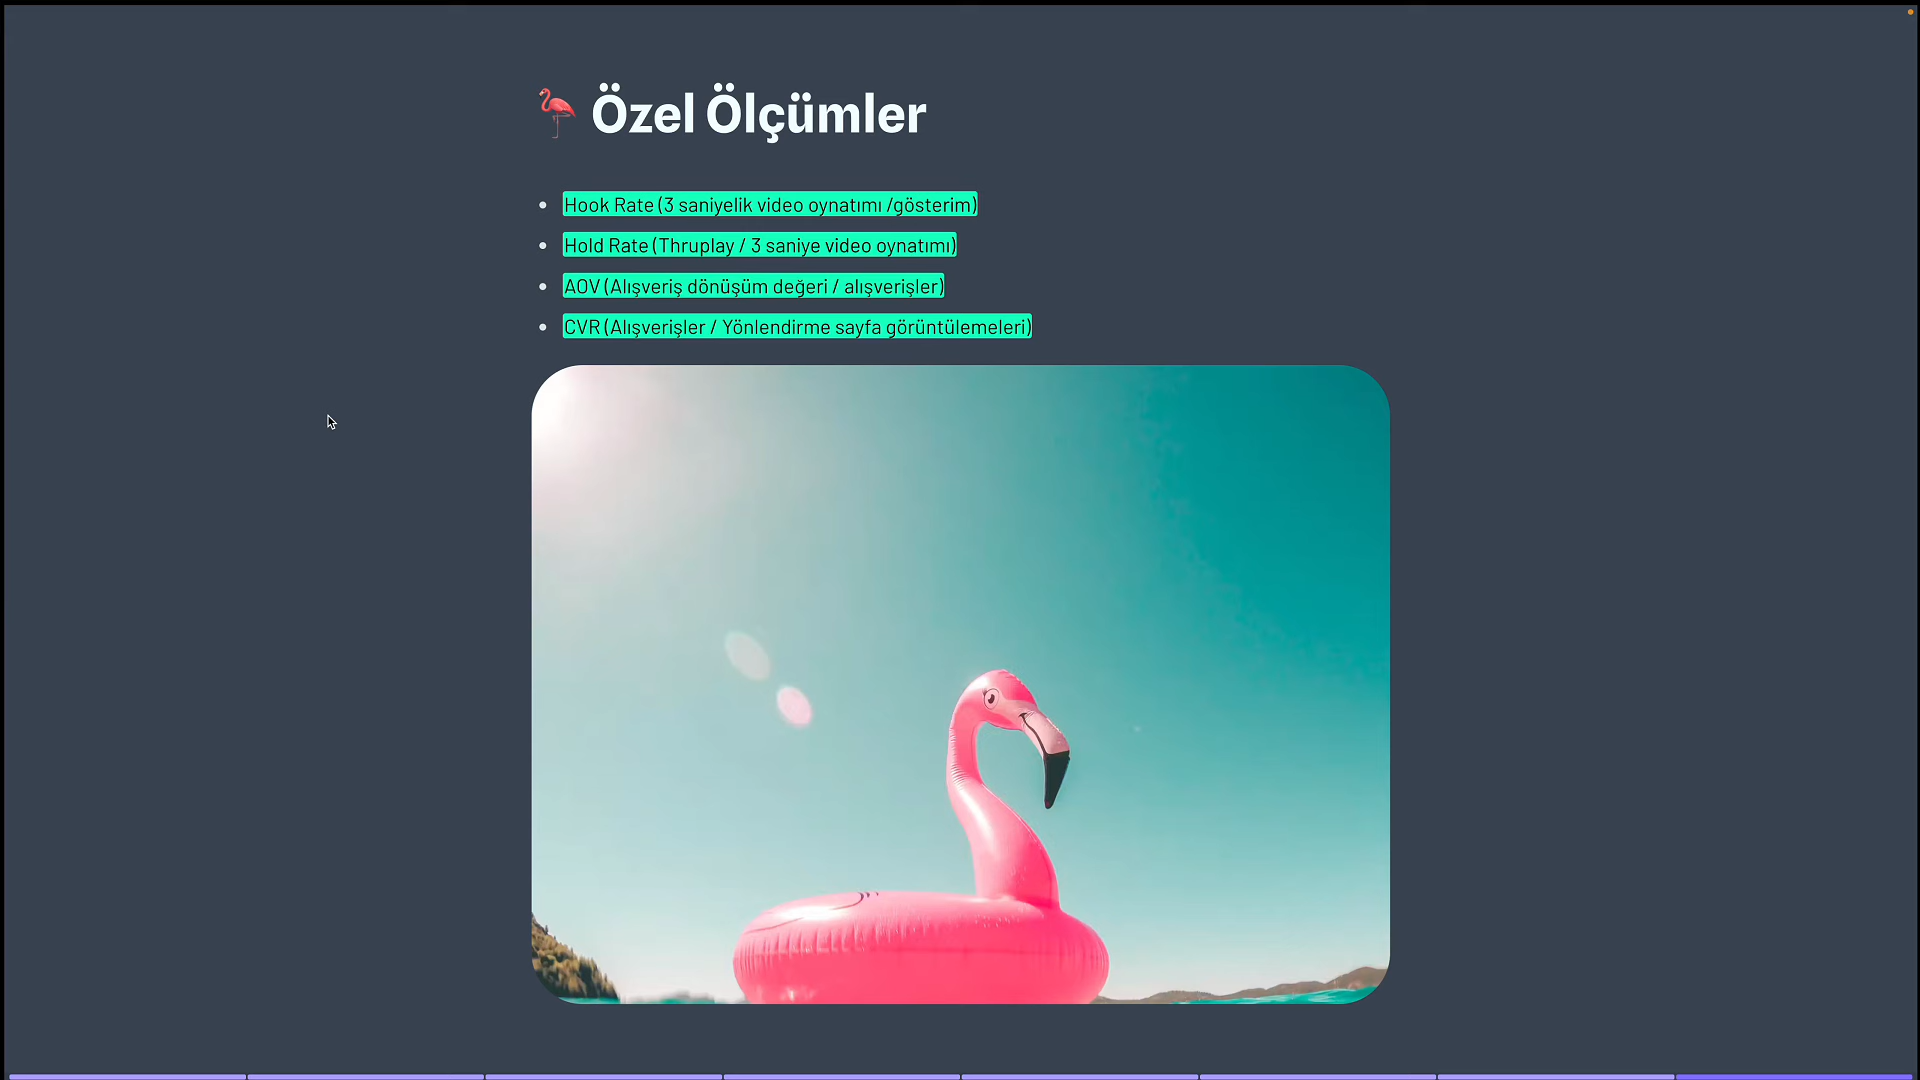 Özel Ölçümler
Hook Rate (3 saniyelik video oynatımı /gösterim)
Hold Rate (Thruplay / 3 saniye video oynatımı)
AOV (Alışveriş dönüşüm değeri / alışverişler)
CVR (Alışverişler / Yönlendirme sayfa görüntülemeleri)